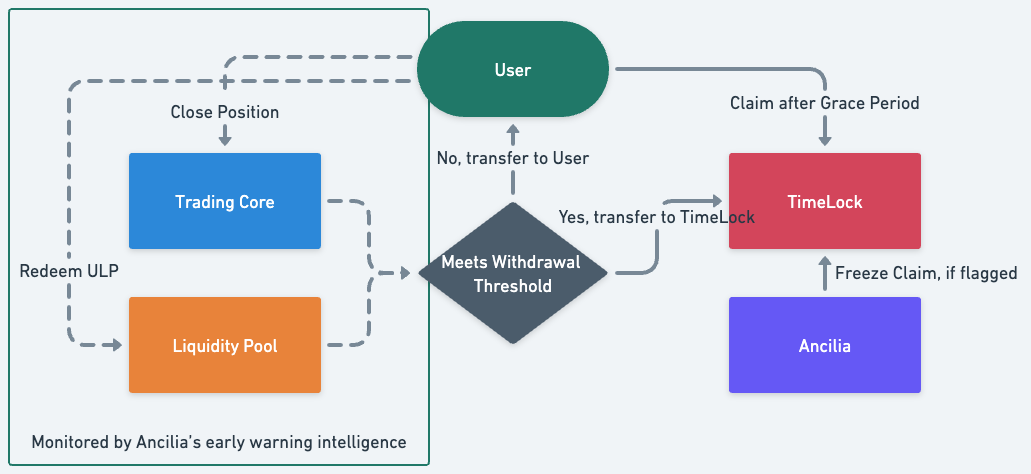 User
Close Position
Claim after Grace Period
No, transfer to User
Trading Core
TimeLock
Yes, transfer to TimeLock
Redeem ULP
Meets Withdrawal
Threshold
Freeze Claim, if flagged
Liquidity Pool
Ancilia
Monitored by Ancilia's early warning intelligence